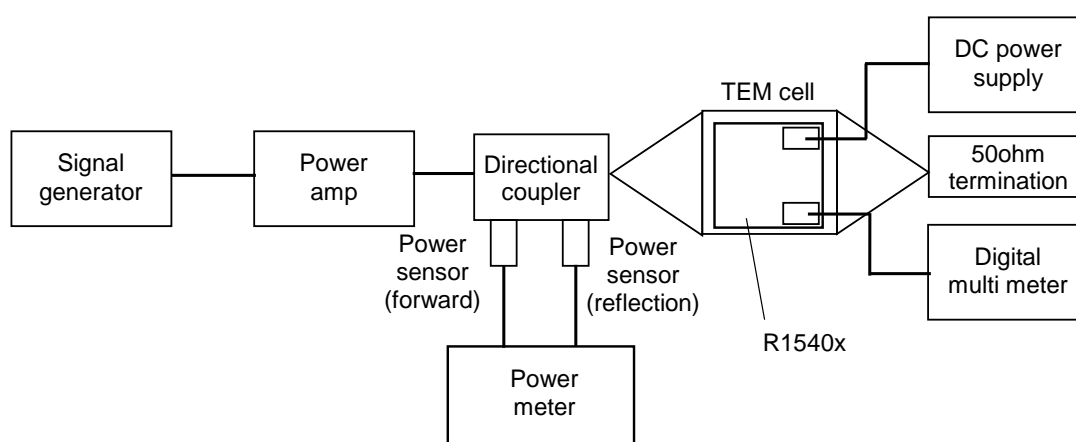 Signal
generator
Power
amp
Directional
coupler
Power
sensor
(forward)
Power
sensor
(reflection)
Power
meter
TEM cell
R1540x
DC power
supply
50ohm
termination
Digital
multi meter